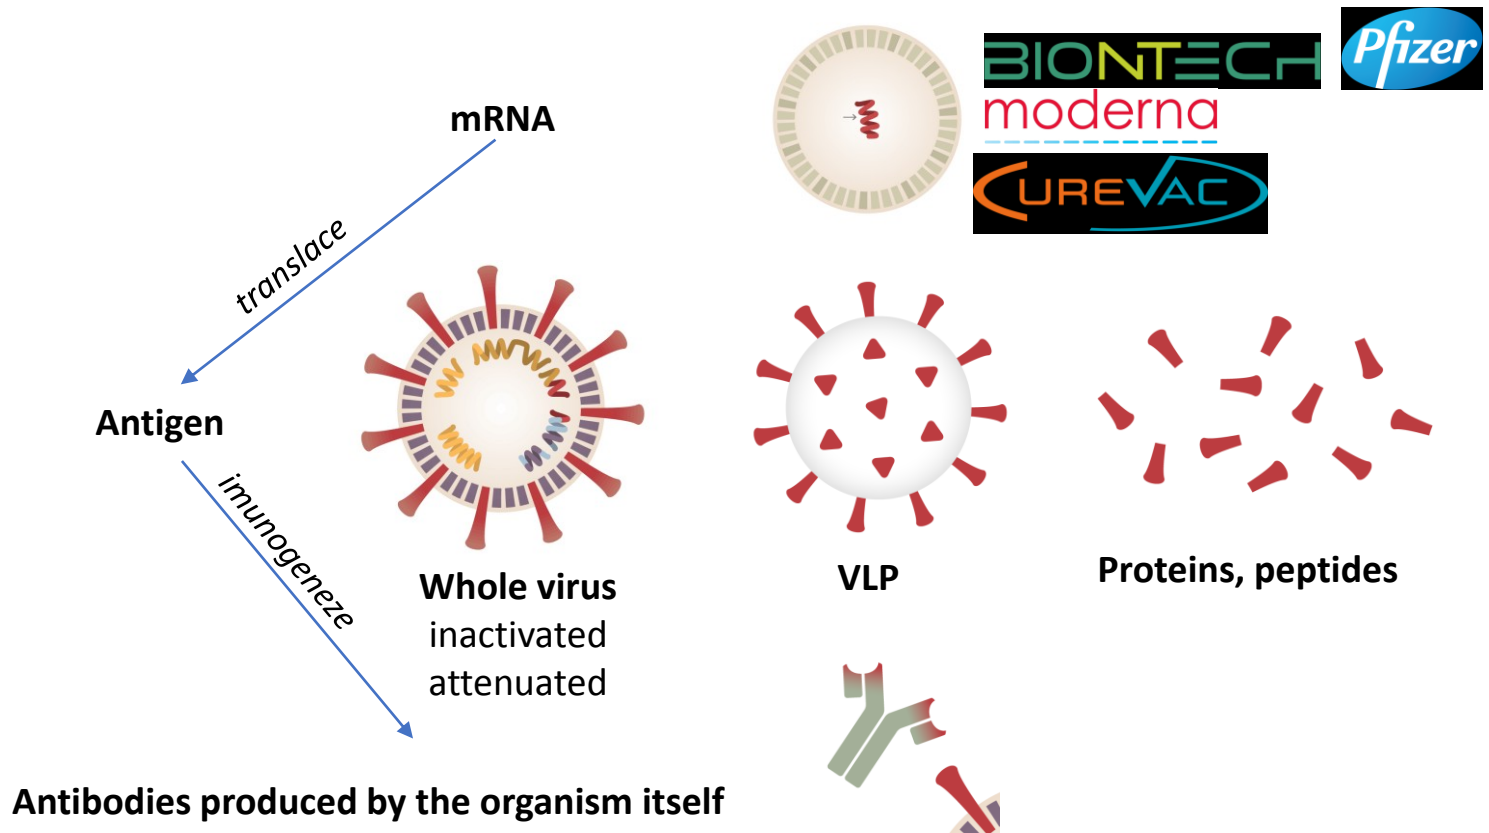 BIONTECH
Pfizer
mRNA
moderna
CUREVAC
translace
Antigen
imunogeneze
Whole virus
inactivated
attenuated
VLP
Proteins, peptides
Antibodies produced by the organism itself